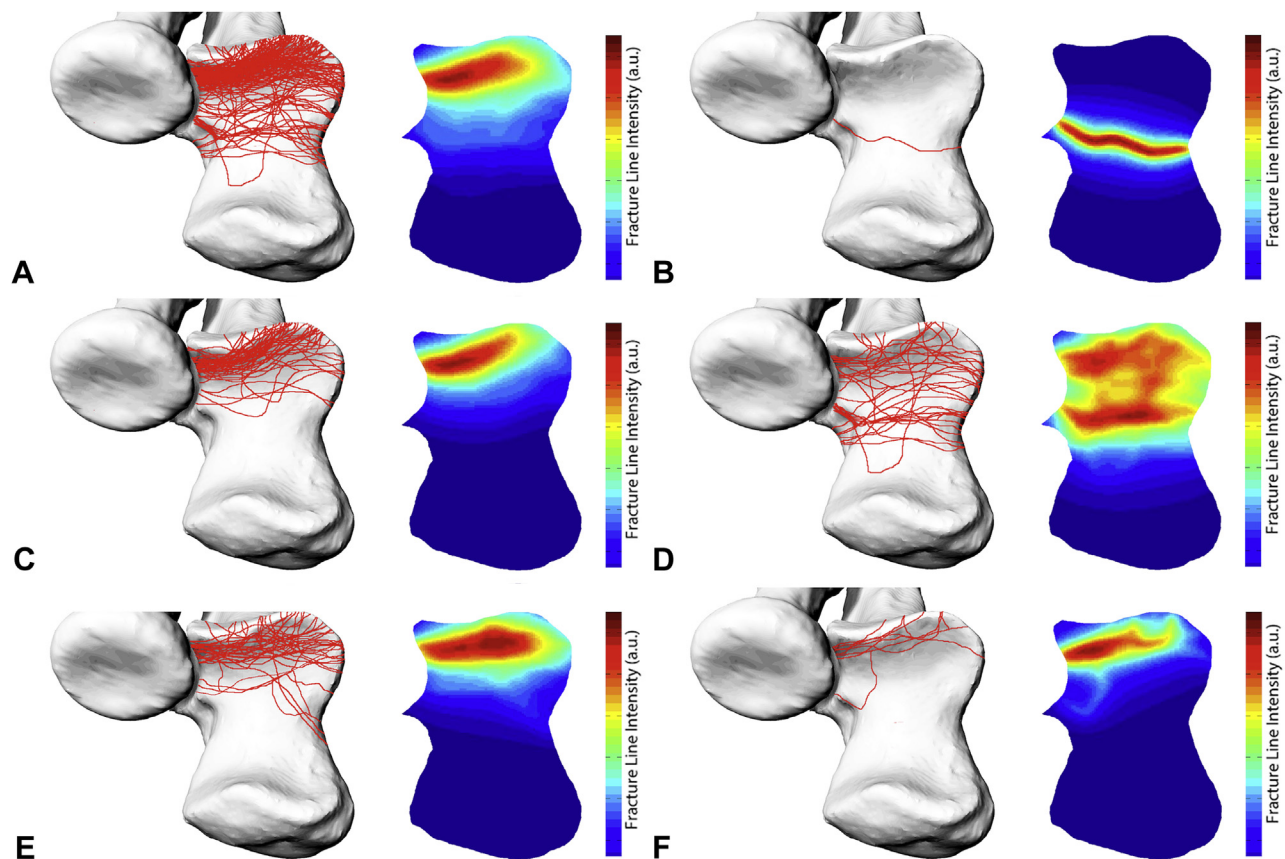 Fracture Line Intensity (a.u.)
A
Fracture Line Intensity (a.u.)
B
Fracture Line Intensity (a.u.)
C
Fracture Line Intensity (a.u.)
D
Fracture Line Intensity (a.u.)
E
Fracture Line Intensity (a.u.)
F